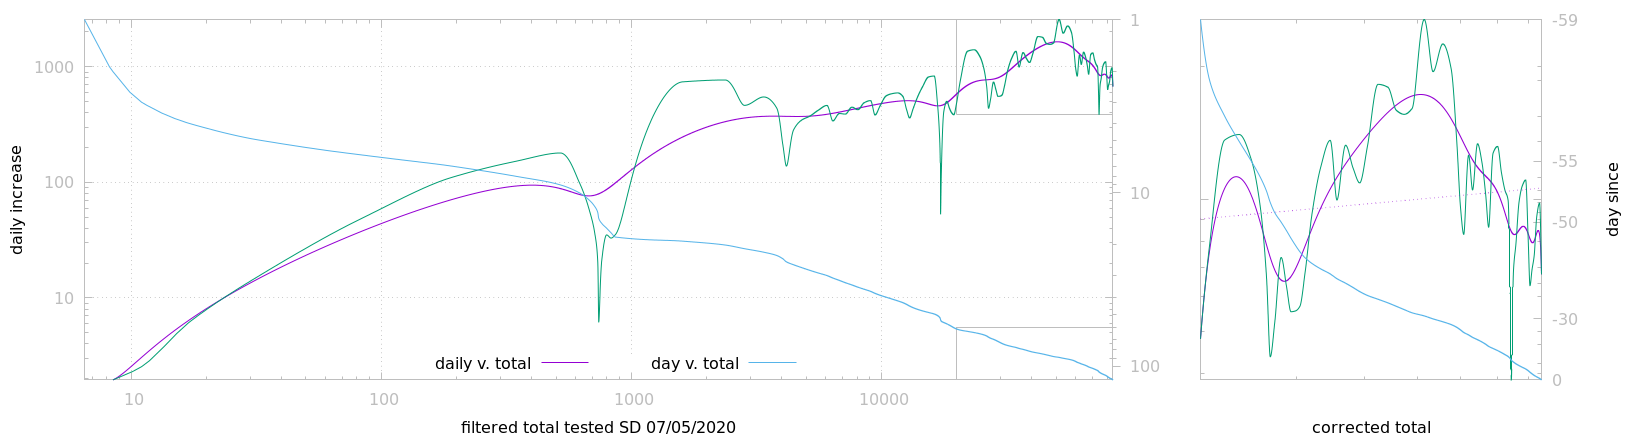 daily increase
1000
100
10
10
100
1000
10000
daily v. total
day v. total
1
10
100
filtered total tested SD 07/05/2020
-59
-55
-50
-30
0
day since
corrected total